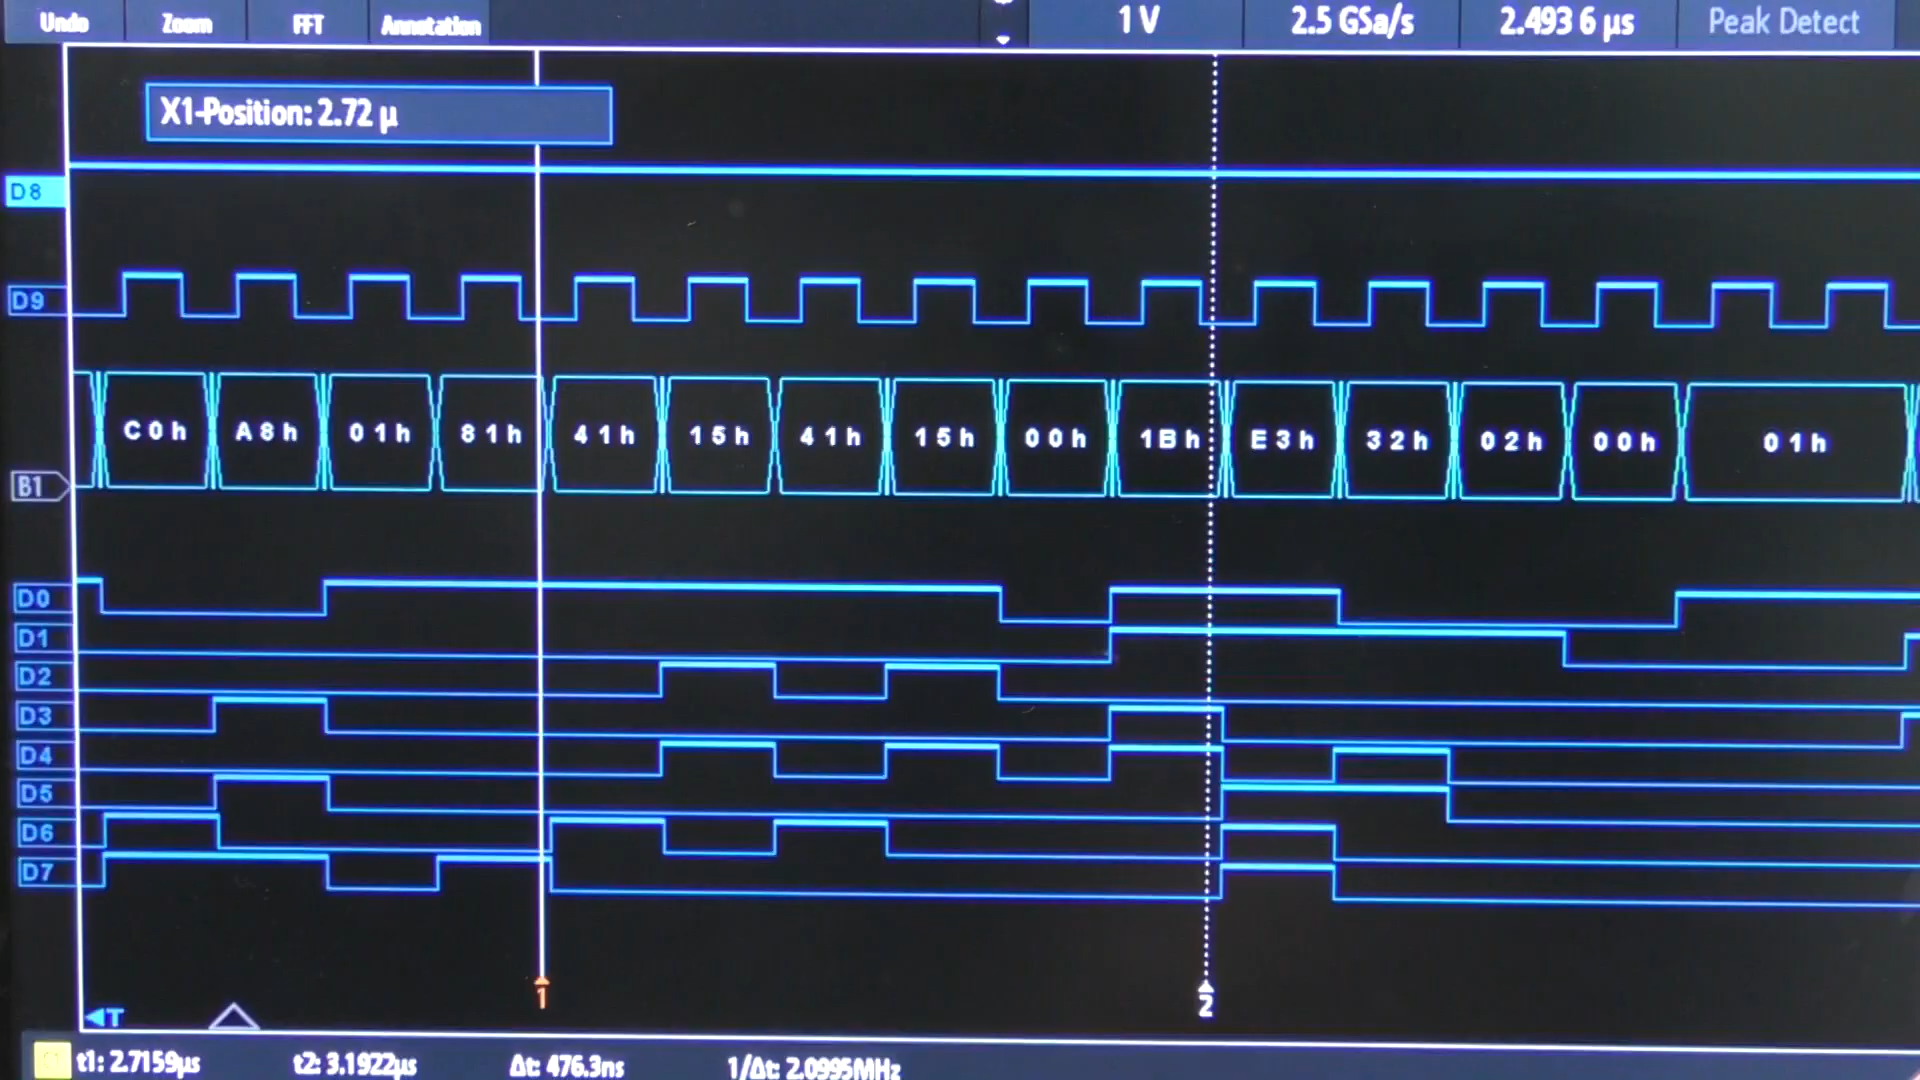 Undo Zoom FFT Annotation 1 V 2.5 GSa/s 2.493 6 µs Peak Detect
X1-Position: 2.72 µ
D8
D9
C0h A8h 01h 81h 41h 15h 41h 15h 00h 1Bh E3h 32h 02h 00h 01h
B1
D0
D1
D2
D3
D4
D5
D6
D7
1 2
T
t1: 2.7159µs t2: 3.1922µs Δt: 476.3ns 1/Δt: 2.0995MHz